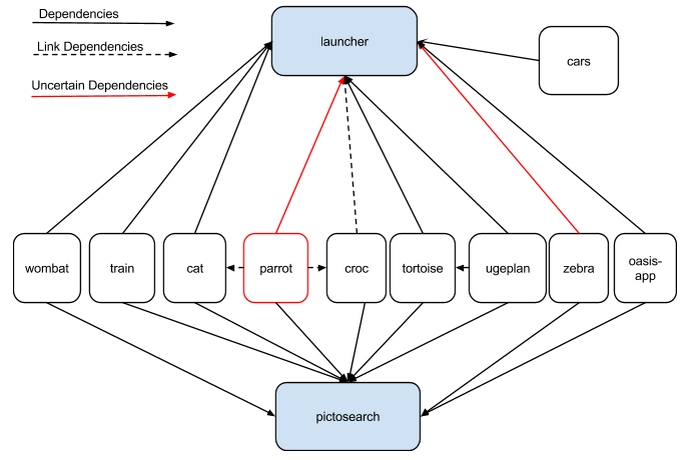 Dependencies
Link Dependencies
Uncertain Dependencies
launcher
cars
wombat
train
cat
parrot
croc
tortoise
ugeplan
zebra
oasis-
app
pictosearch